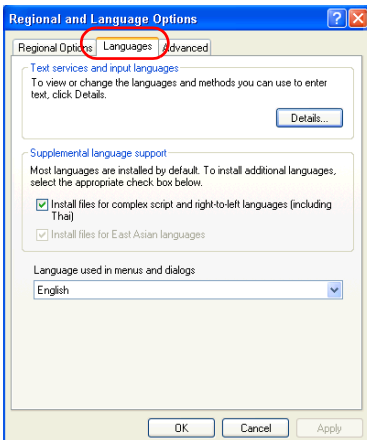 Regional and Language Options
Regional Options Languages Advanced
Text services and input languages
To view or change the languages and methods you can use to enter
text, click Details.
Details...
Supplemental language support
Most languages are installed by default. To install additional languages,
select the appropriate check box below.
Install files for complex script and right-to-left languages (including
Thai)
Install files for East Asian languages
Language used in menus and dialogs
English
OK Cancel Apply